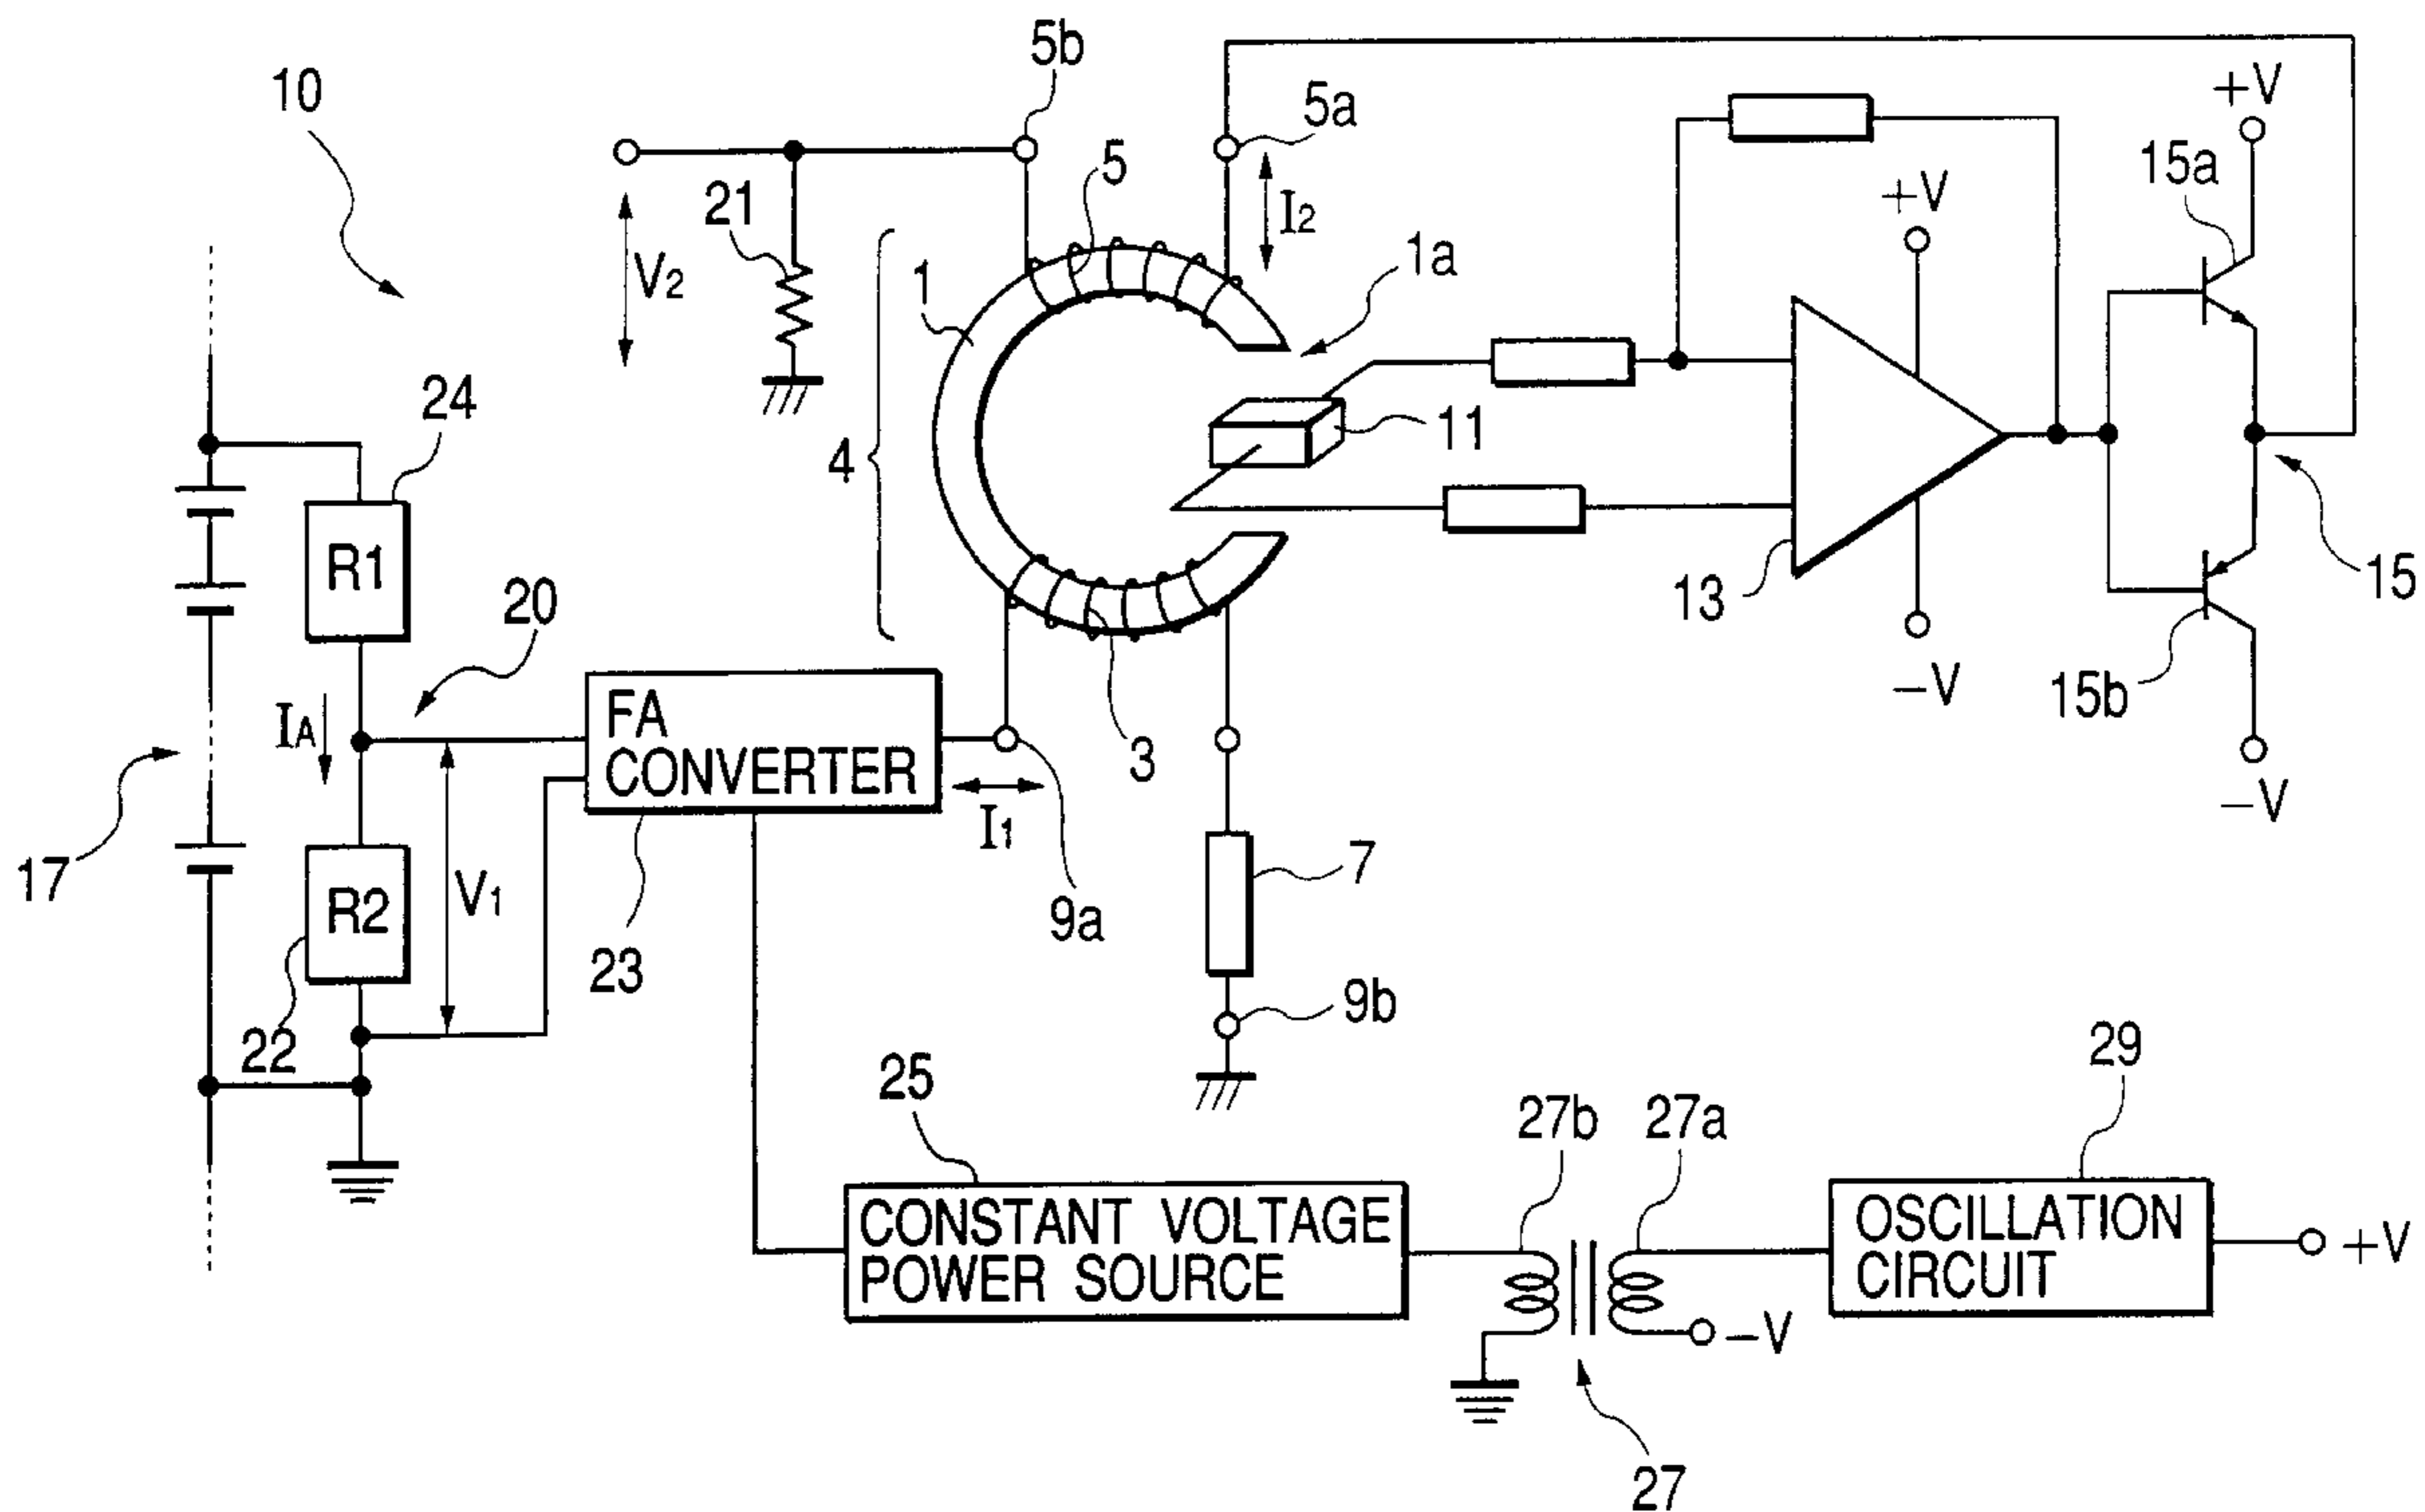 5b
10
5a
+V
15a
5
21
I2
+V
V2
1
1a
24
11
4
R1
20
13
15
-V
15b
FA
CONVERTER
IA
3
-V
I1
17
V1
7
R2
9a
23
9b
22
25
27b
27a
29
CONSTANT VOLTAGE
POWER SOURCE
OSCILLATION
CIRCUIT
+V
-V
27